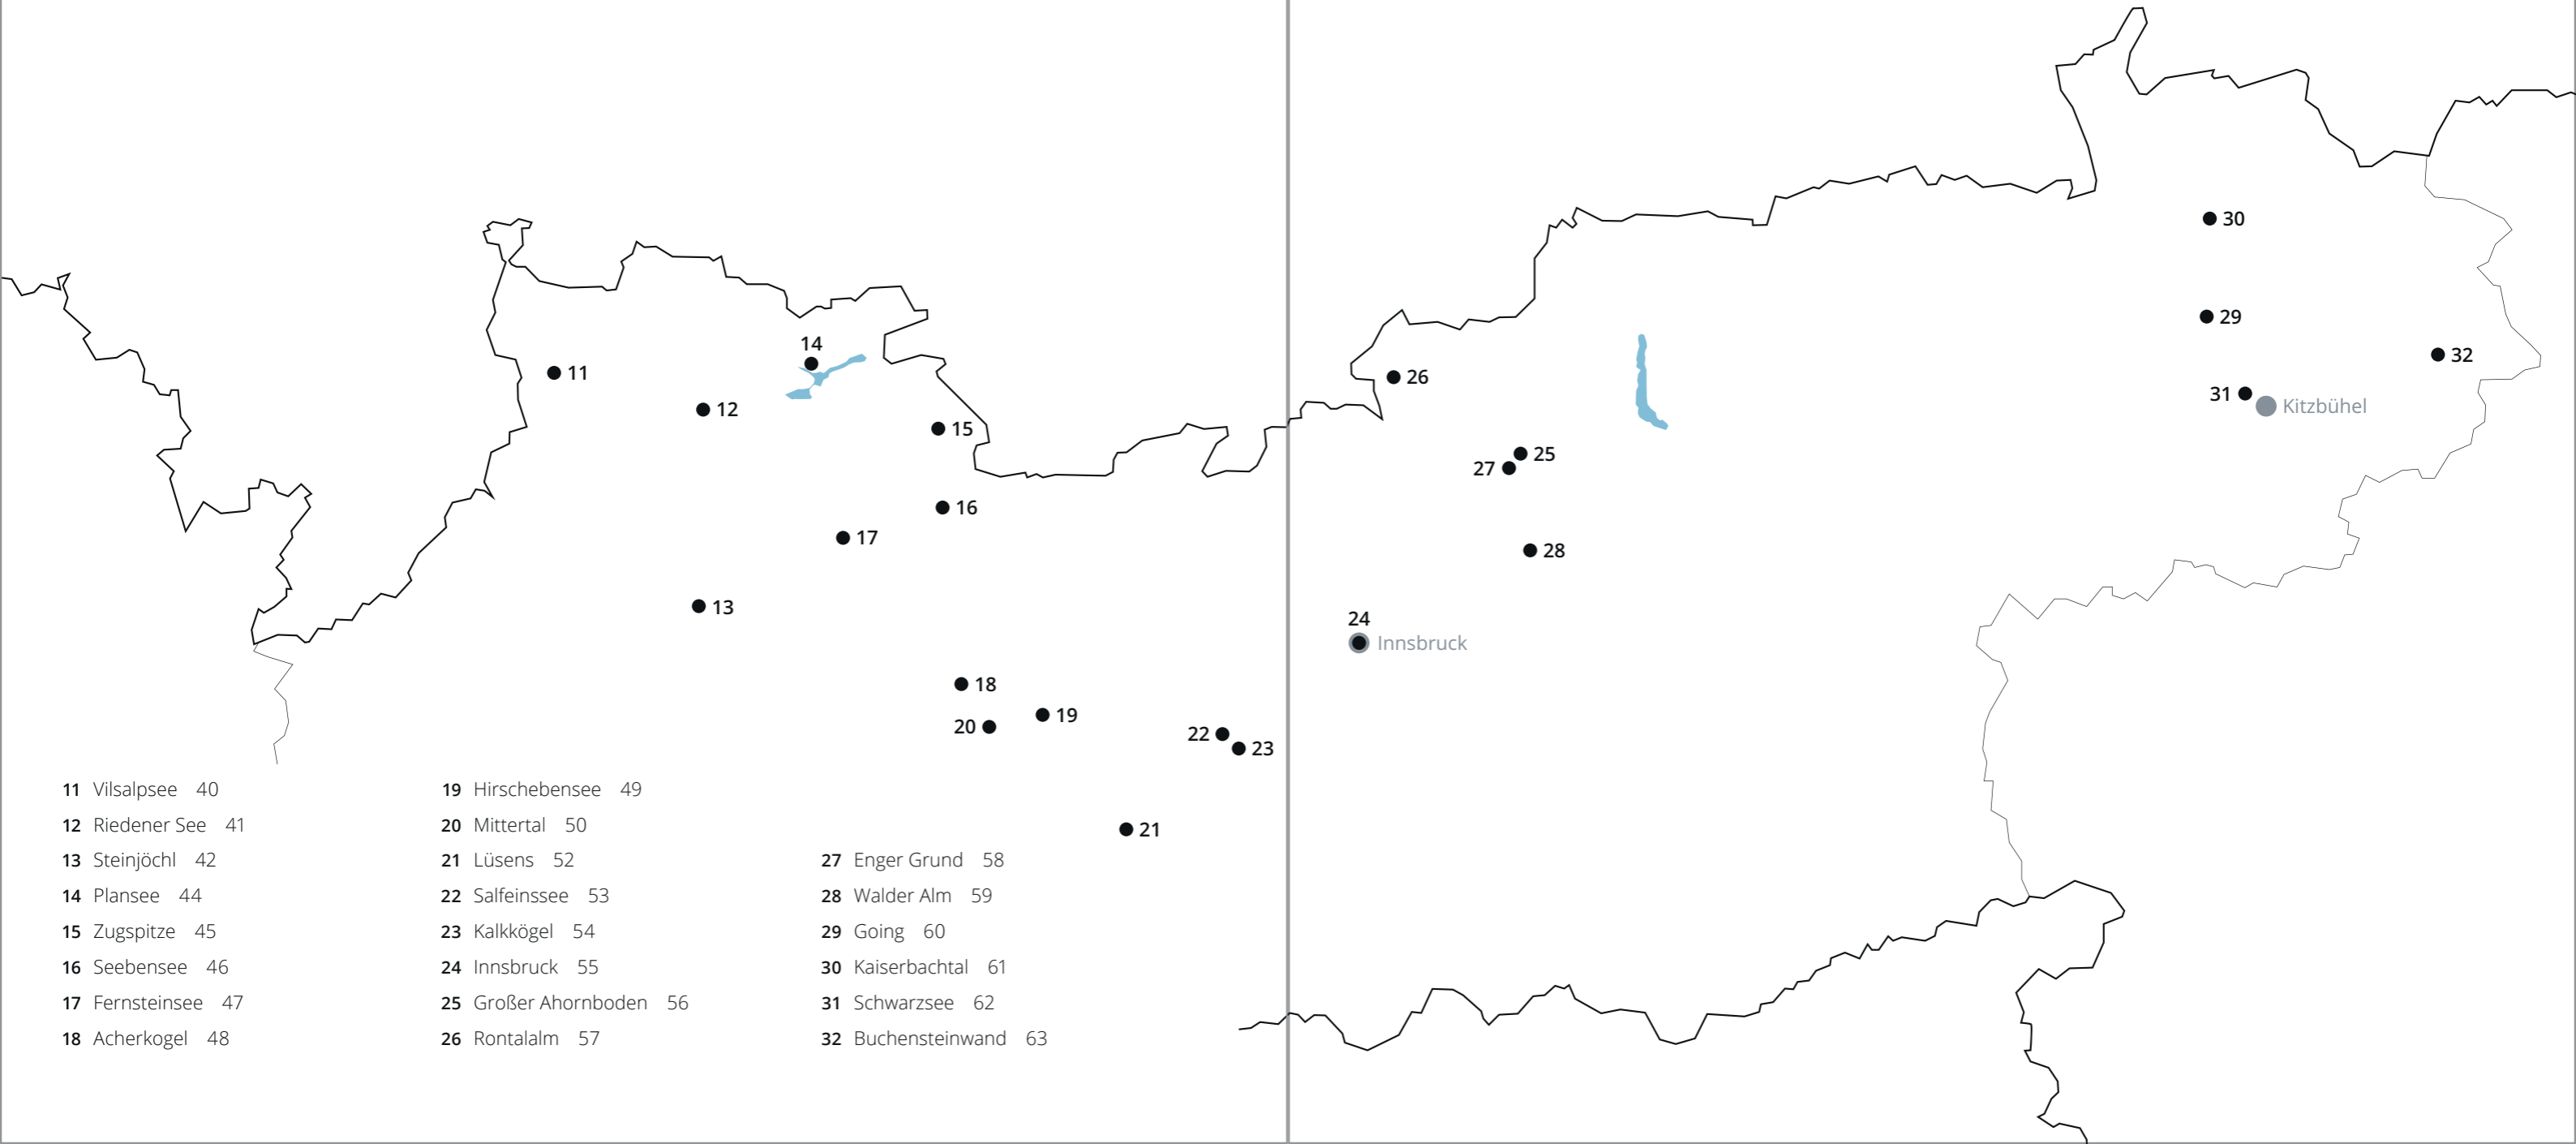 30
29
14
32
11
26
12
31
Kitzbühel
15
25
27
16
17
28
13
24
Innsbruck
18
19
20
22
23
21
11 Vilsalpsee 40
12 Riedener See 41
13 Steinjöchl 42
14 Plansee 44
15 Zugspitze 45
16 Seebensee 46
17 Fernsteinsee 47
18 Acherkogel 48
19 Hirschebensee 49
20 Mittertal 50
21 Lüsens 52
22 Salfeinssee 53
23 Kalkkögel 54
24 Innsbruck 55
25 Großer Ahornboden 56
26 Rontalalm 57
27 Enger Grund 58
28 Walder Alm 59
29 Going 60
30 Kaiserbachtal 61
31 Schwarzsee 62
32 Buchensteinwand 63